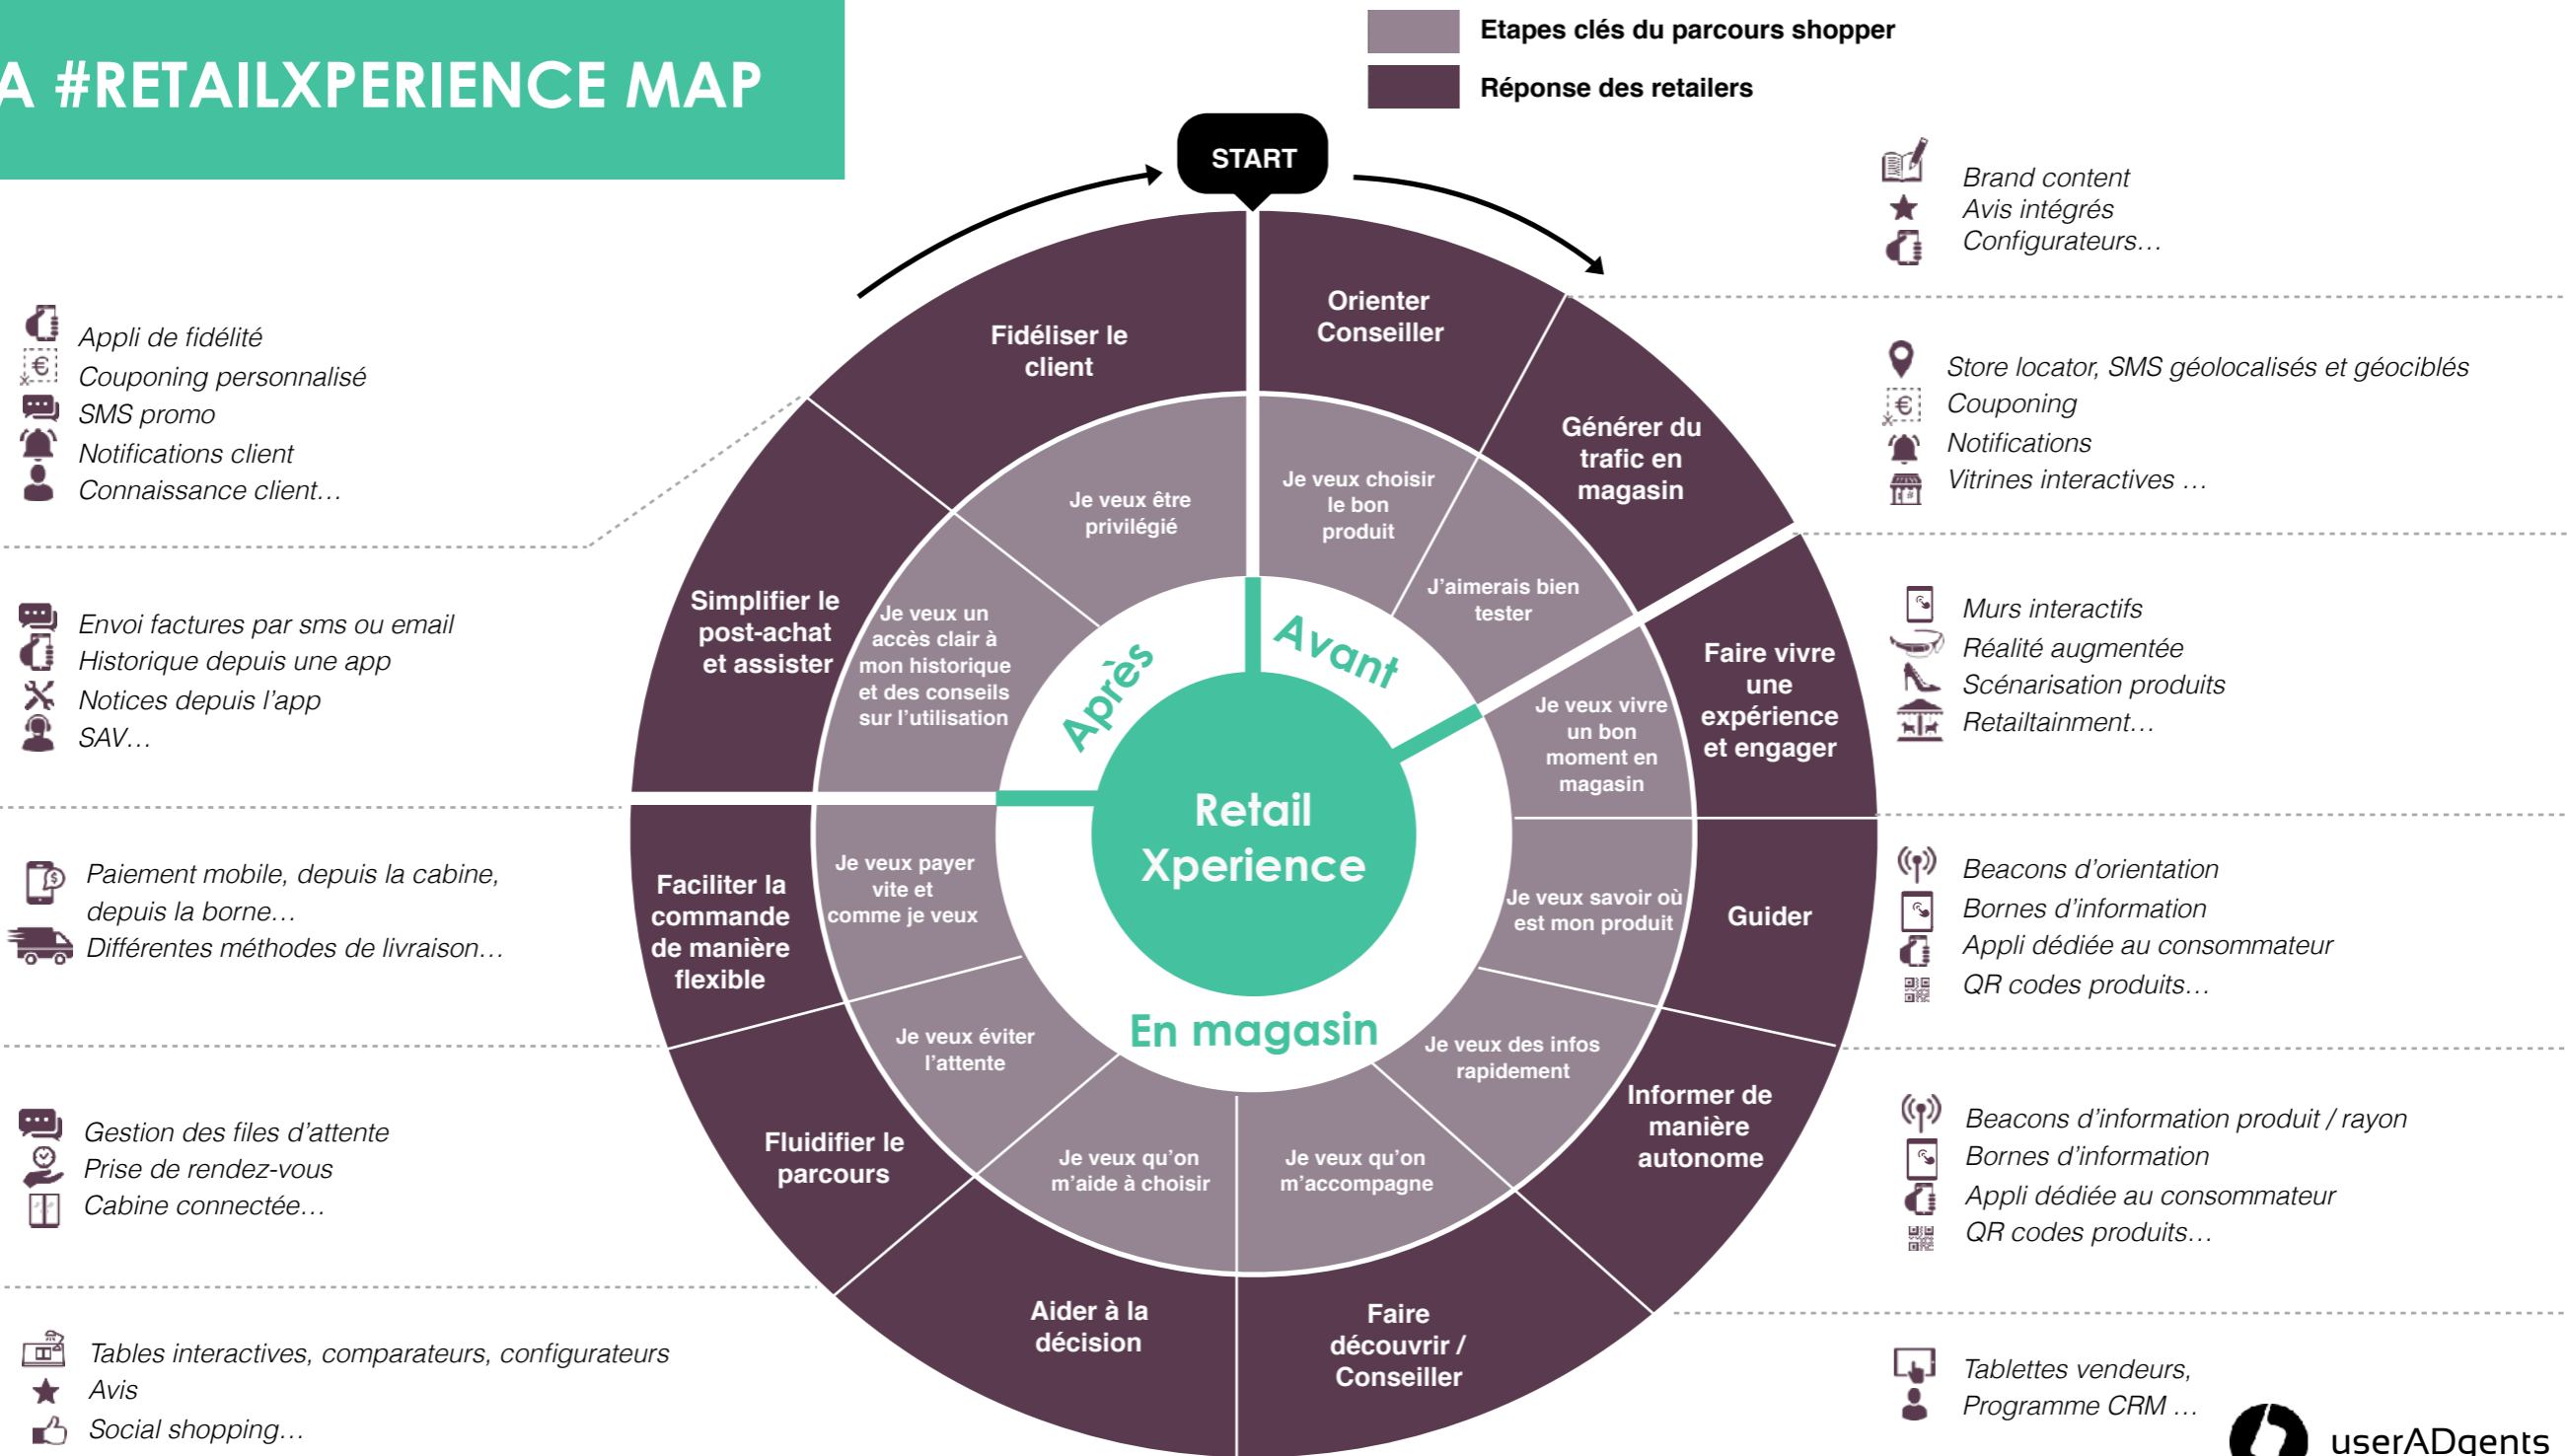 A #RETAILXPERIENCE MAP
Etapes clés du parcours shopper
Réponse des retailers
START
Orienter
Conseiller
Générer du
trafic en
magasin
Faire vivre
une
expérience
et engager
Guider
Informer de
manière
autonome
Faire
découvrir /
Conseiller
Aider à la
décision
Fluidifier le
parcours
Faciliter la
commande
de manière
flexible
Simplifier le
post-achat
et assister
Fidéliser le
client
Je veux choisir
le bon
produit
J'aimerais bien
tester
Je veux vivre
un bon
moment en
magasin
Je veux savoir où
est mon produit
Je veux des infos
rapidement
Je veux qu'on
m'accompagne
Je veux qu'on
m'aide à choisir
Je veux éviter
l'attente
Je veux payer
vite et
comme je veux
Je veux un
accès clair à
mon historique
et des conseils
sur l'utilisation
Je veux être
privilégié
Avant
En magasin
Après
Retail
Xperience
Brand content
Avis intégrés
Configurateurs…
Store locator, SMS géolocalisés et géociblés
€ Couponing
Notifications
Vitrines interactives …
Murs interactifs
Réalité augmentée
Scénarisation produits
Retailtainment…
Beacons d'orientation
Bornes d'information
Appli dédiée au consommateur
QR codes produits…
Beacons d'information produit / rayon
Bornes d'information
Appli dédiée au consommateur
QR codes produits…
Tablettes vendeurs,
Programme CRM …
Tables interactives, comparateurs, configurateurs
Avis
Social shopping…
Gestion des files d'attente
Prise de rendez-vous
Cabine connectée…
Paiement mobile, depuis la cabine,
depuis la borne…
Différentes méthodes de livraison…
Envoi factures par sms ou email
Historique depuis une app
Notices depuis l'app
SAV…
Appli de fidélité
€ Couponing personnalisé
SMS promo
Notifications client
Connaissance client…
userADgents